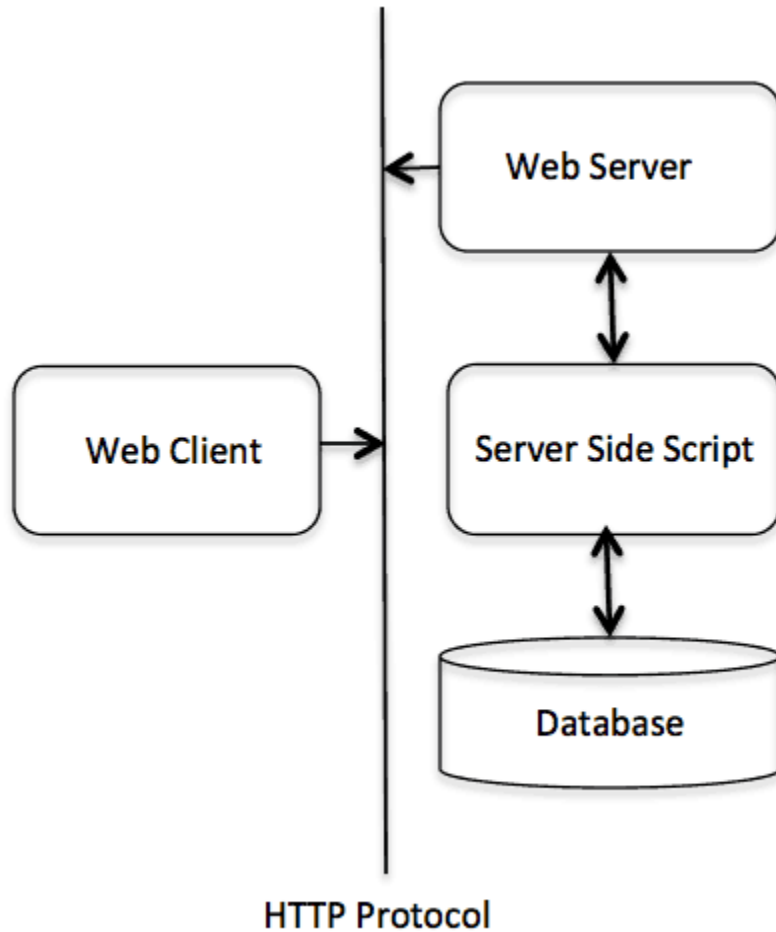 Web Server
Web Client
Server Side Script
Database
HTTP Protocol